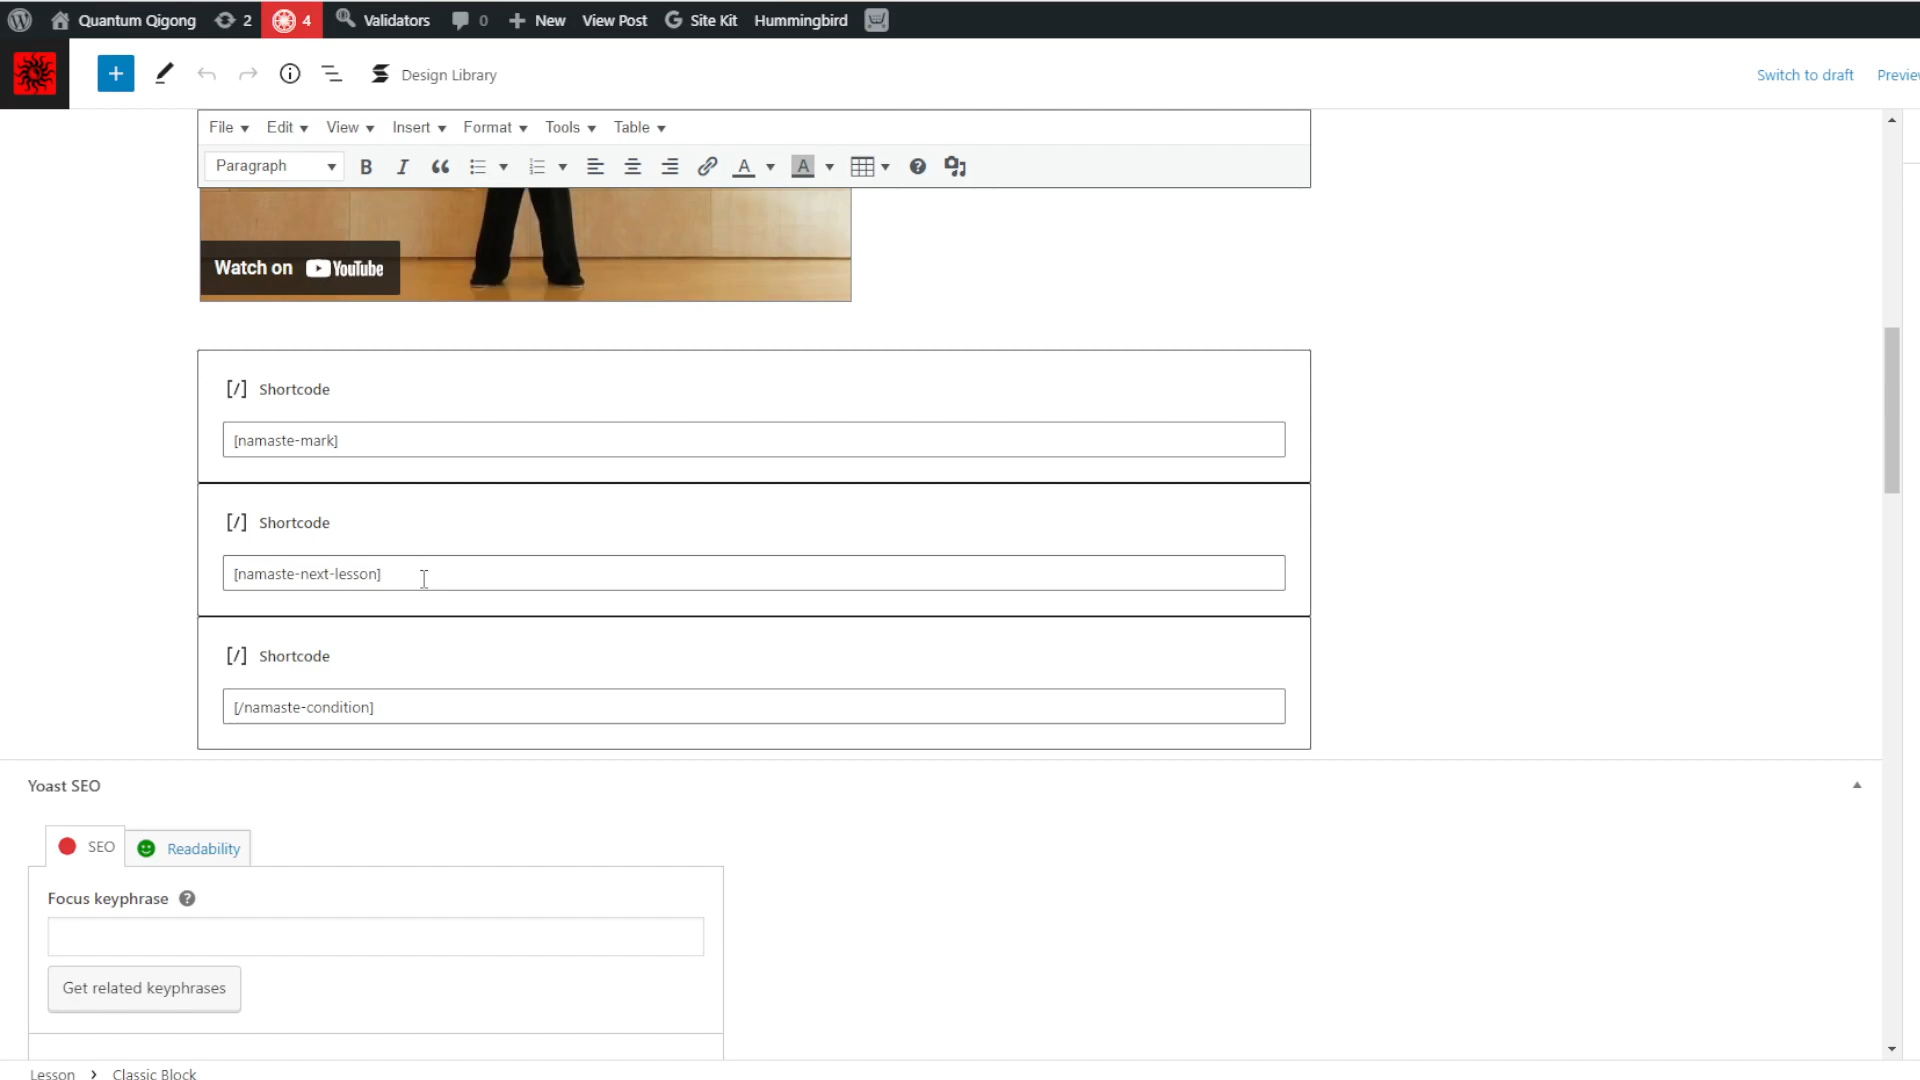 Quantum Qigong 2 4 Validators 0 New View Post Site Kit Hummingbird
Design Library Switch to draft
File Edit View Insert Format Tools Table
Paragraph B I A A
Watch on YouTube
[/] Shortcode
[namaste-mark]
[/] Shortcode
[namaste-next-lesson]
[/] Shortcode
[/namaste-condition]
Yoast SEO
SEO Readability
Focus keyphrase
Get related keyphrases
Lesson Classic Block